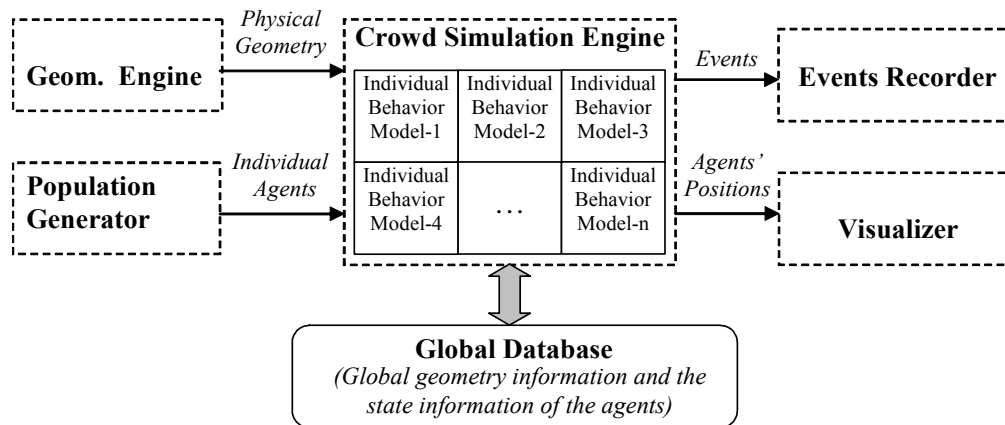 Physical
Geometry
Geom. Engine
Crowd Simulation Engine
Individual
Behavior
Model-1
Individual
Behavior
Model-2
Individual
Behavior
Model-3
Events
Events Recorder
Population
Generator
Individual
Agents
Individual
Behavior
Model-4
…
Individual
Behavior
Model-n
Agents’
Positions
Visualizer
Global Database
(Global geometry information and the
state information of the agents)